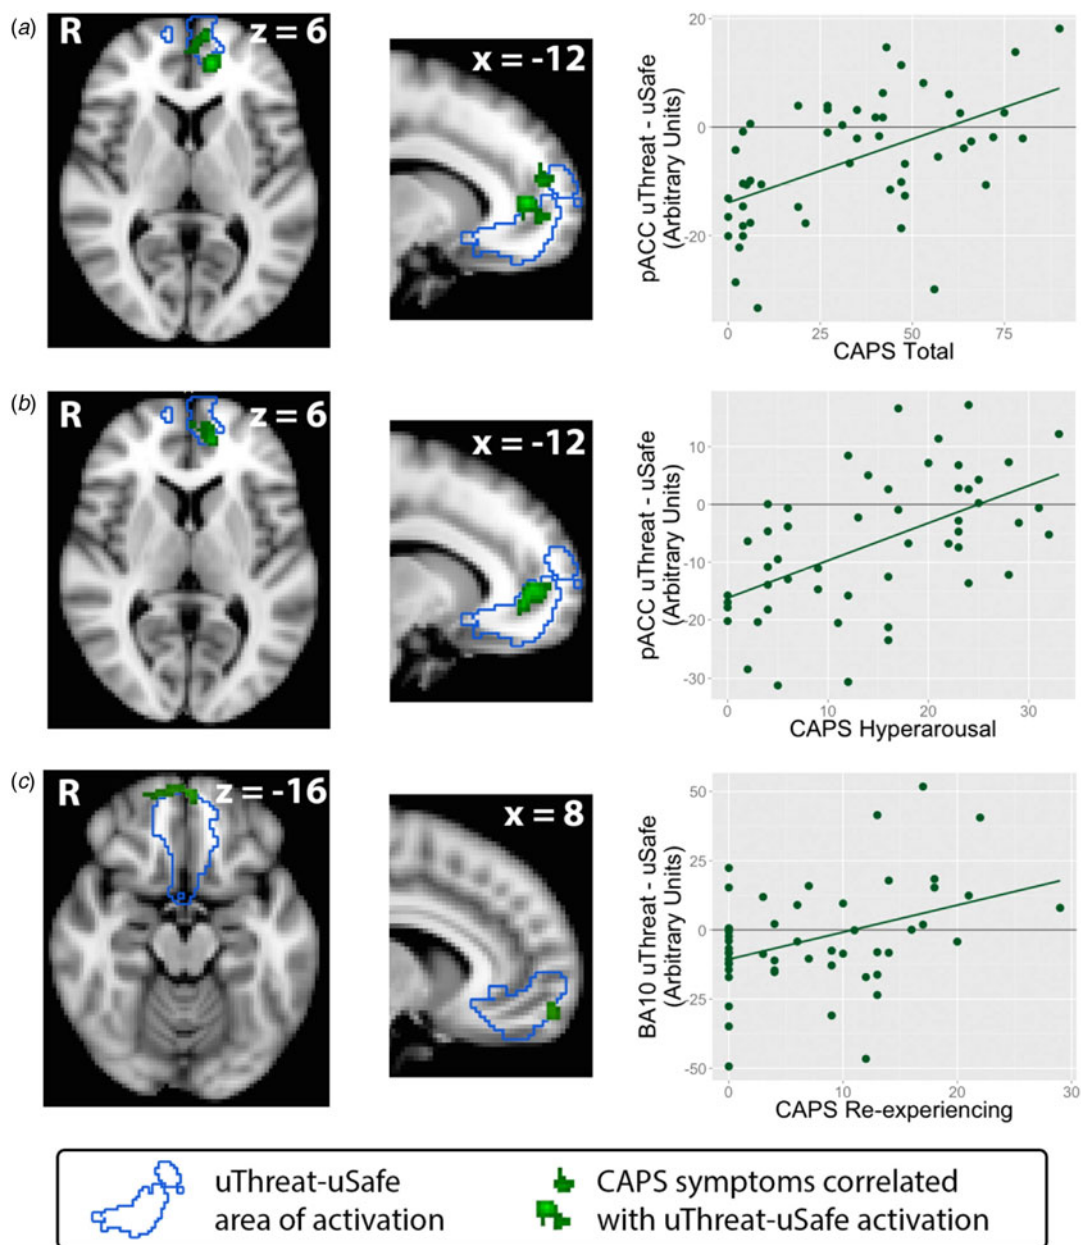 (a)
R
z = 6
x = -12
pACC uThreat - uSafe
(Arbitrary Units)
20
0
-20
0
25
50
75
CAPS Total
(b)
R
z = 6
x = -12
pACC uThreat - uSafe
(Arbitrary Units)
10
0
-10
-20
-30
0
10
20
30
CAPS Hyperarousal
(c)
R
z = -16
x = 8
BA10 uThreat - uSafe
(Arbitrary Units)
50
25
0
-25
-50
0
10
20
30
CAPS Re-experiencing
uThreat-uSafe
area of activation
CAPS symptoms correlated
with uThreat-uSafe activation